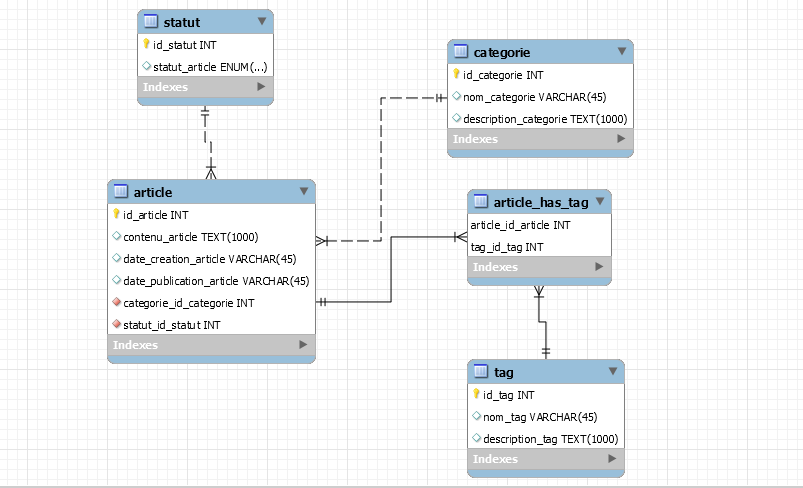 statut
id_statut INT
statut_article ENUM(...)
Indexes
categorie
id_categorie INT
nom_categorie VARCHAR(45)
description_categorie TEXT(1000)
Indexes
article
id_article INT
contenu_article TEXT(1000)
date_creation_article VARCHAR(45)
date_publication_article VARCHAR(45)
categorie_id_categorie INT
statut_id_statut INT
Indexes
article_has_tag
article_id_article INT
tag_id_tag INT
Indexes
tag
id_tag INT
nom_tag VARCHAR(45)
description_tag TEXT(1000)
Indexes